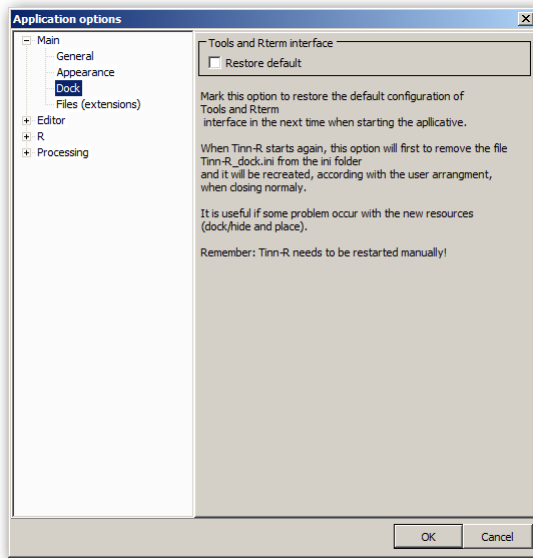 Application options
Main
General
Appearance
Dock
Files (extensions)
Editor
R
Processing
Tools and Rterm interface
Restore default
Mark this option to restore the default configuration of
Tools and Rterm
interface in the next time when starting the apllicative.
When Tinn-R starts again, this option will first to remove the file
Tinn-R_dock.ini from the ini folder
and it will be recreated, according with the user arrangment,
when closing normaly.
It is useful if some problem occur with the new resources
(dock/hide and place).
Remember: Tinn-R needs to be restarted manually!
OK
Cancel